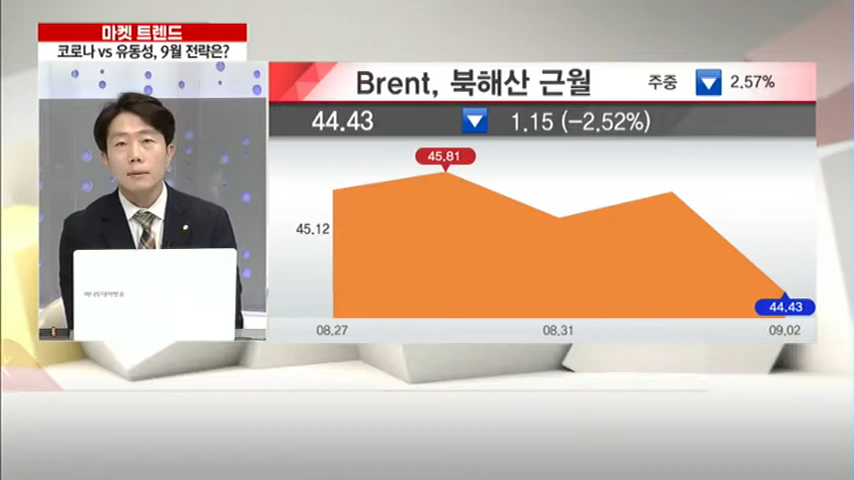 마켓 트렌드
코로나 vs 유동성, 9월 전략은?
Brent, 북해산 근월
주중 ▼ 2.57%
44.43 ▼ 1.15 (-2.52%)
45.81
45.12
44.43
08.27 08.31 09.02